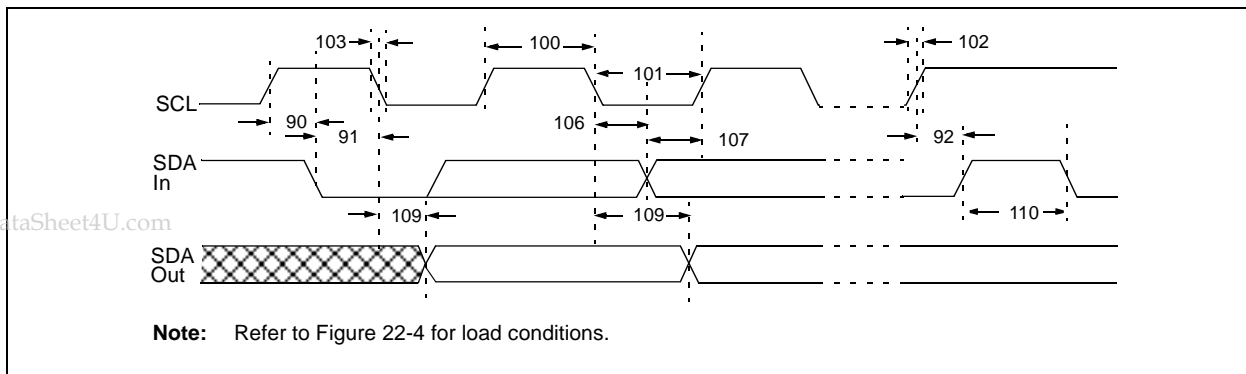 103
100
102
101
SCL
90
91
106
107
92
SDA
In
109
109
110
ataSheet4U.com
SDA
Out
Note: Refer to Figure 22-4 for load conditions.